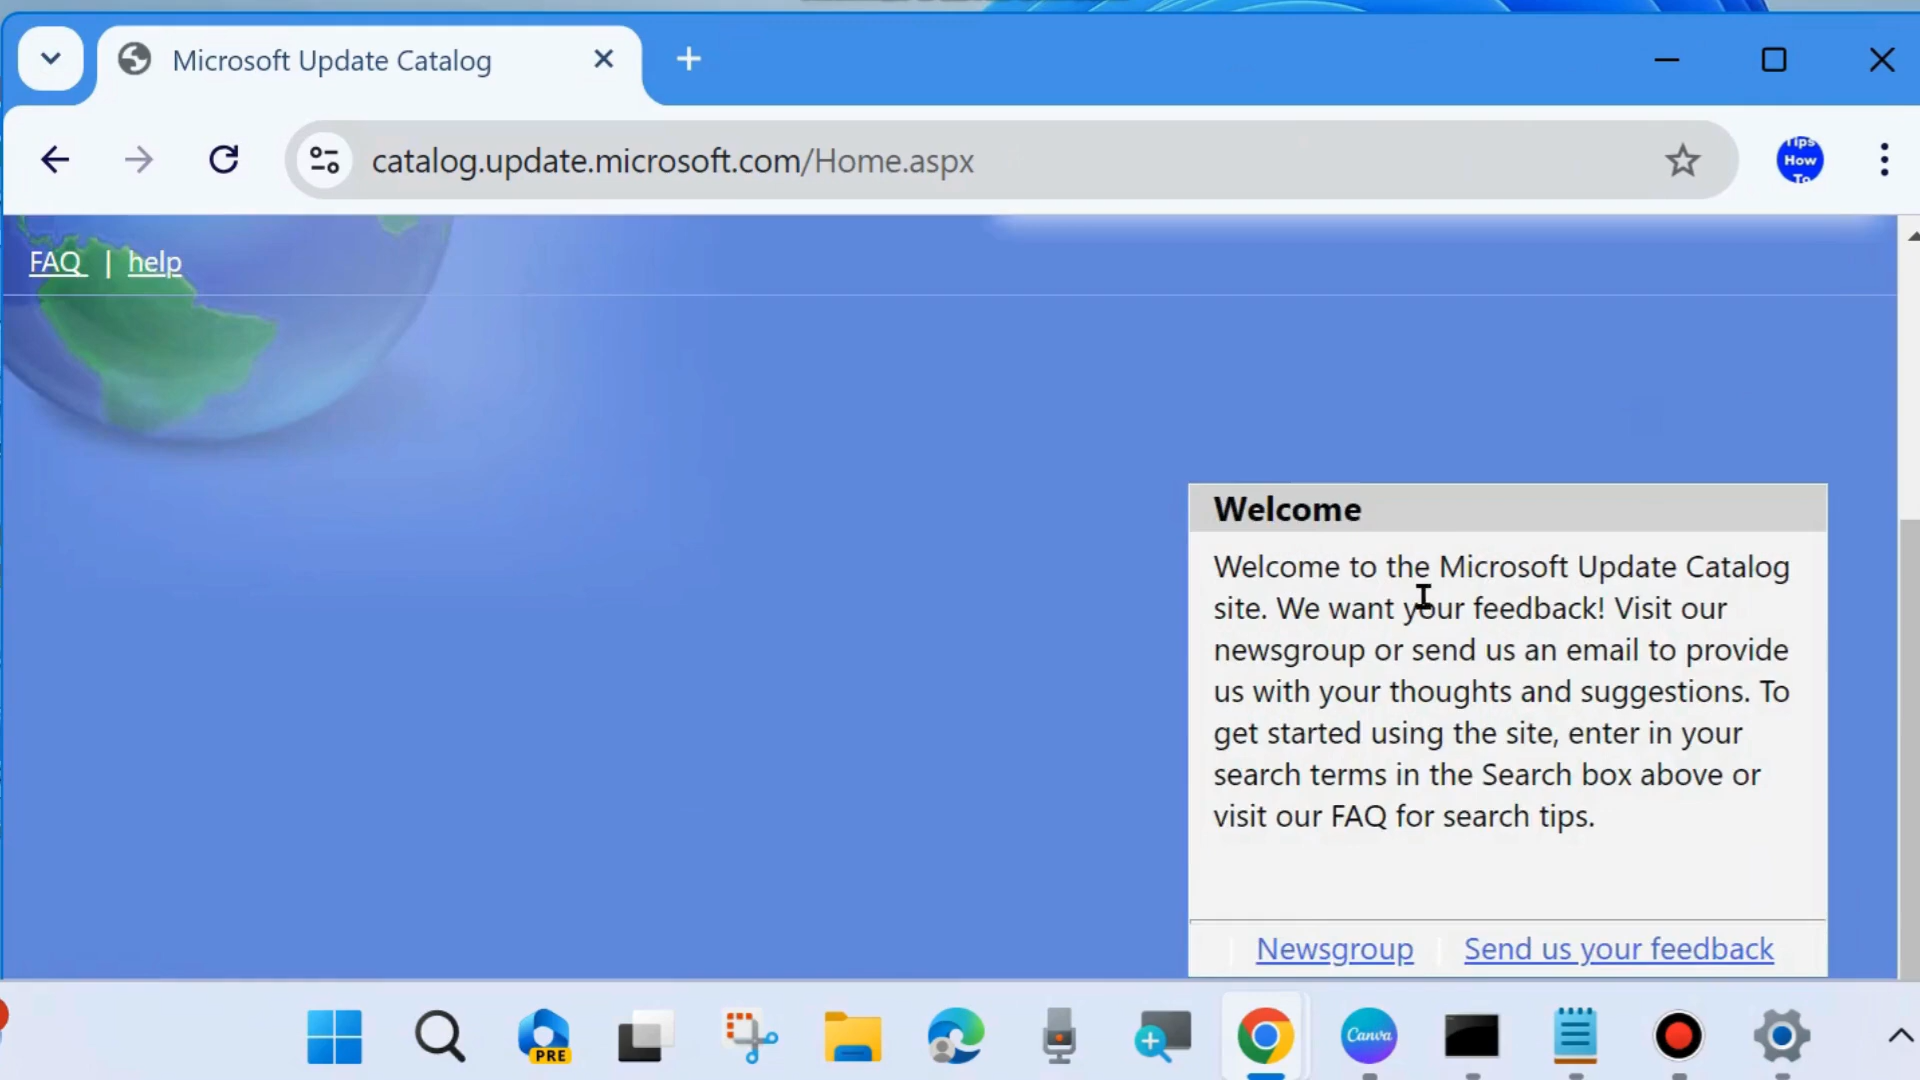 Microsoft Update Catalog
catalog.update.microsoft.com/Home.aspx
Tips
How
To
FAQ | help
Welcome
Welcome to the Microsoft Update Catalog
site. We want your feedback! Visit our
newsgroup or send us an email to provide
us with your thoughts and suggestions. To
get started using the site, enter in your
search terms in the Search box above or
visit our FAQ for search tips.
Newsgroup | Send us your feedback
PRE
Canva